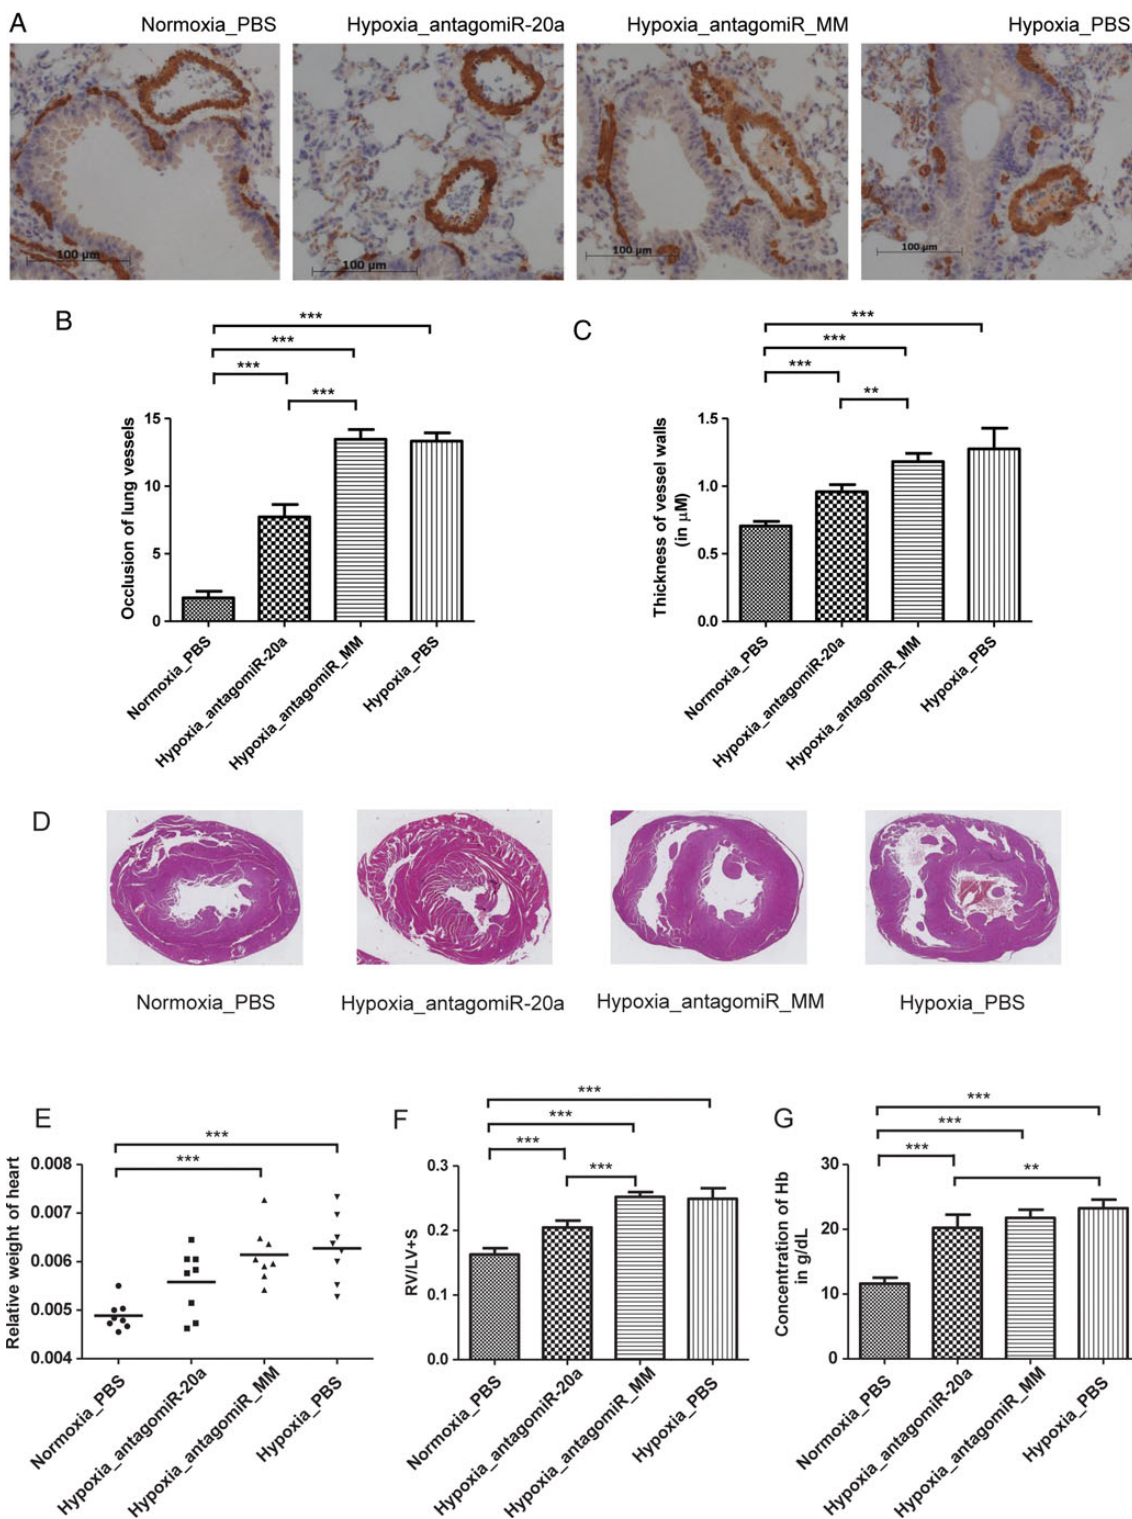 A
Normoxia_PBS
Hypoxia_antagomiR-20a
Hypoxia_antagomiR_MM
Hypoxia_PBS
100 µm
100 µm
100 µm
100 µm
B
***
***
***
***
Occlusion of lung vessels
15
10
5
0
Normoxia_PBS
Hypoxia_antagomiR-20a
Hypoxia_antagomiR_MM
Hypoxia_PBS
C
***
***
***
**
Thickness of vessel walls
(in µM)
1.5
1.0
0.5
0.0
Normoxia_PBS
Hypoxia_antagomiR-20a
Hypoxia_antagomiR_MM
Hypoxia_PBS
D
Normoxia_PBS
Hypoxia_antagomiR-20a
Hypoxia_antagomiR_MM
Hypoxia_PBS
E
***
***
Relative weight of heart
0.008
0.007
0.006
0.005
0.004
Normoxia_PBS
Hypoxia_antagomiR-20a
Hypoxia_antagomiR_MM
Hypoxia_PBS
F
***
***
***
***
RV/LV+S
0.3
0.2
0.1
0.0
Normoxia_PBS
Hypoxia_antagomiR-20a
Hypoxia_antagomiR_MM
Hypoxia_PBS
G
***
***
***
**
Concentration of Hb
in g/dL
30
20
10
0
Normoxia_PBS
Hypoxia_antagomiR-20a
Hypoxia_antagomiR_MM
Hypoxia_PBS